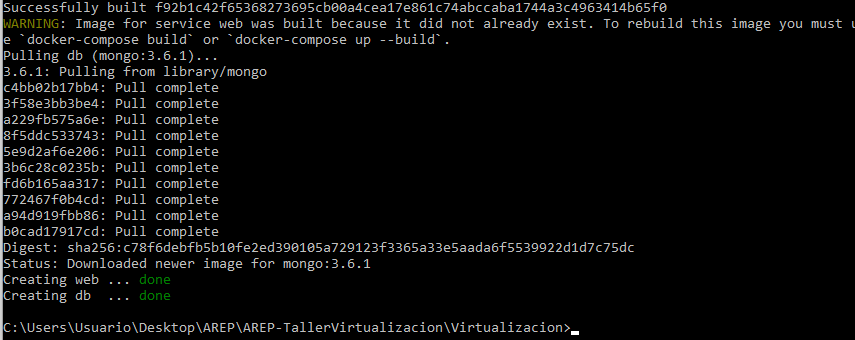 Successfully built f92b1c42f65368273695cb00a4cea17e861c74abccaba1744a3c4963414b65f0
WARNING: Image for service web was built because it did not already exist. To rebuild this image you must u
e `docker-compose build` or `docker-compose up --build`.
Pulling db (mongo:3.6.1)...
3.6.1: Pulling from library/mongo
c4bb02b17bb4: Pull complete
3f58e3bb3be4: Pull complete
a229fb575a6e: Pull complete
8f5ddc533743: Pull complete
5e9d2af6e206: Pull complete
3b6c28c0235b: Pull complete
fd6b165aa317: Pull complete
772467f0b4cd: Pull complete
a94d919fbb86: Pull complete
b0cad17917cd: Pull complete
Digest: sha256:c78f6debfb5b10fe2ed390105a729123f3365a33e5aada6f5539922d1d7c75dc
Status: Downloaded newer image for mongo:3.6.1
Creating web ... done
Creating db  ... done
C:\Users\Usuario\Desktop\AREP\AREP-TallerVirtualizacion\Virtualizacion>